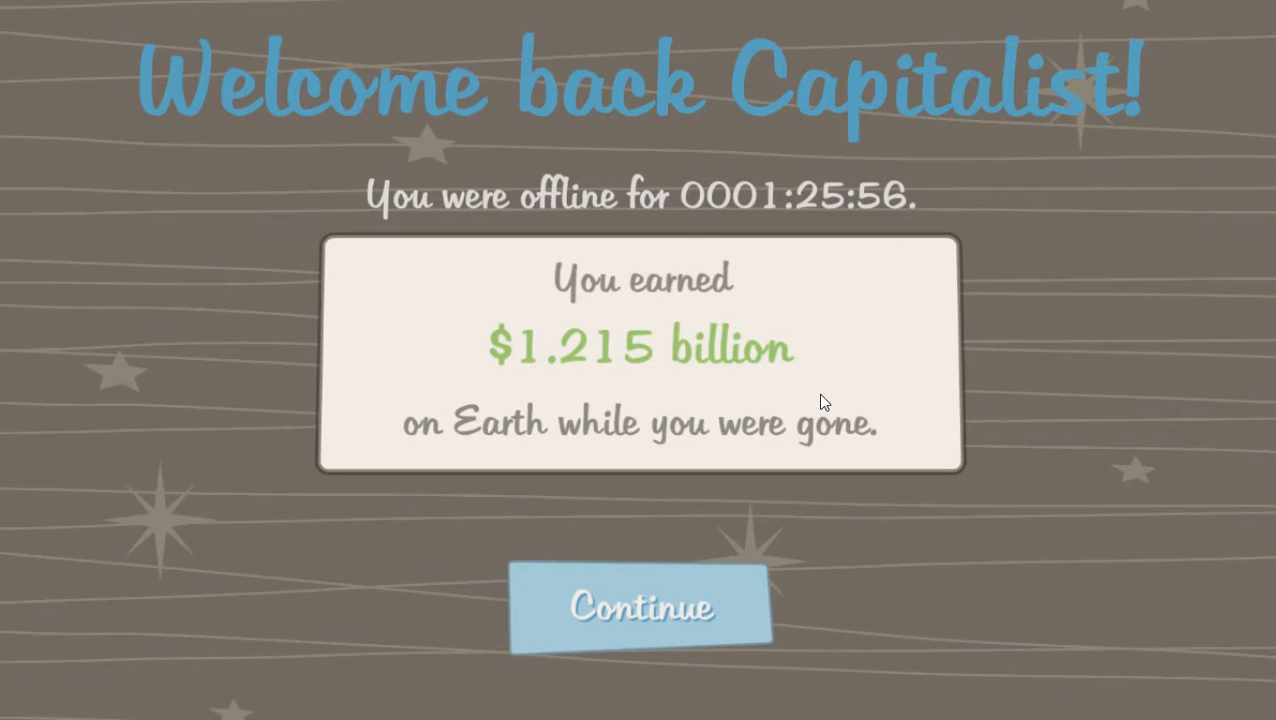 Welcome back Capitalist!
You were offline for 0001:25:56.
You earned
$1.215 billion
on Earth while you were gone.
Continue